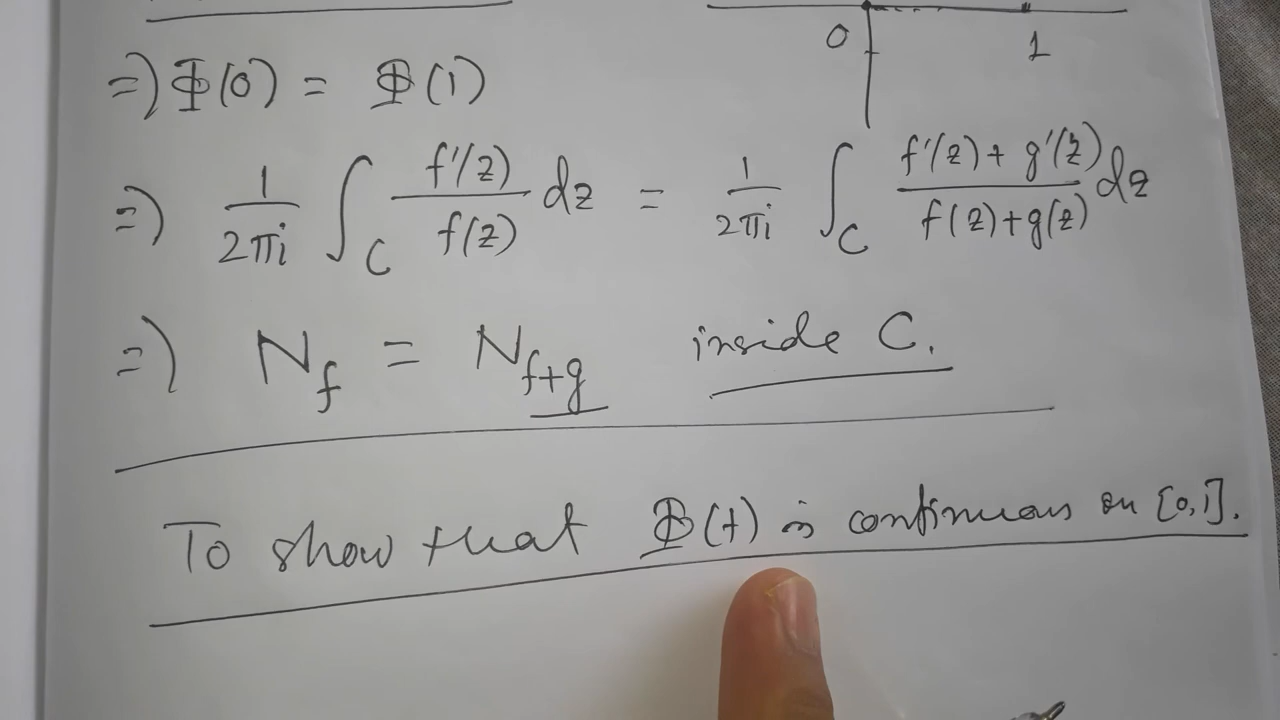 0 1
=> Φ(0) = Φ(1)
=> 1/2πi ∫_C f'(z)/f(z) dz = 1/2πi ∫_C f'(z) + g'(z)/f(z) + g(z) dz
=> N_f = N_f+g inside C.
To show that Φ(t) is continuous on [0,1].